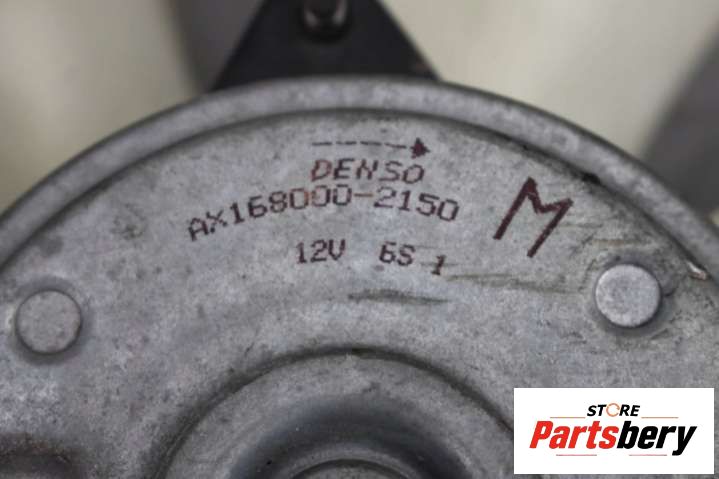 DENSO
AX168000-2150
M
12V 6S 1
STORE
Partsbery